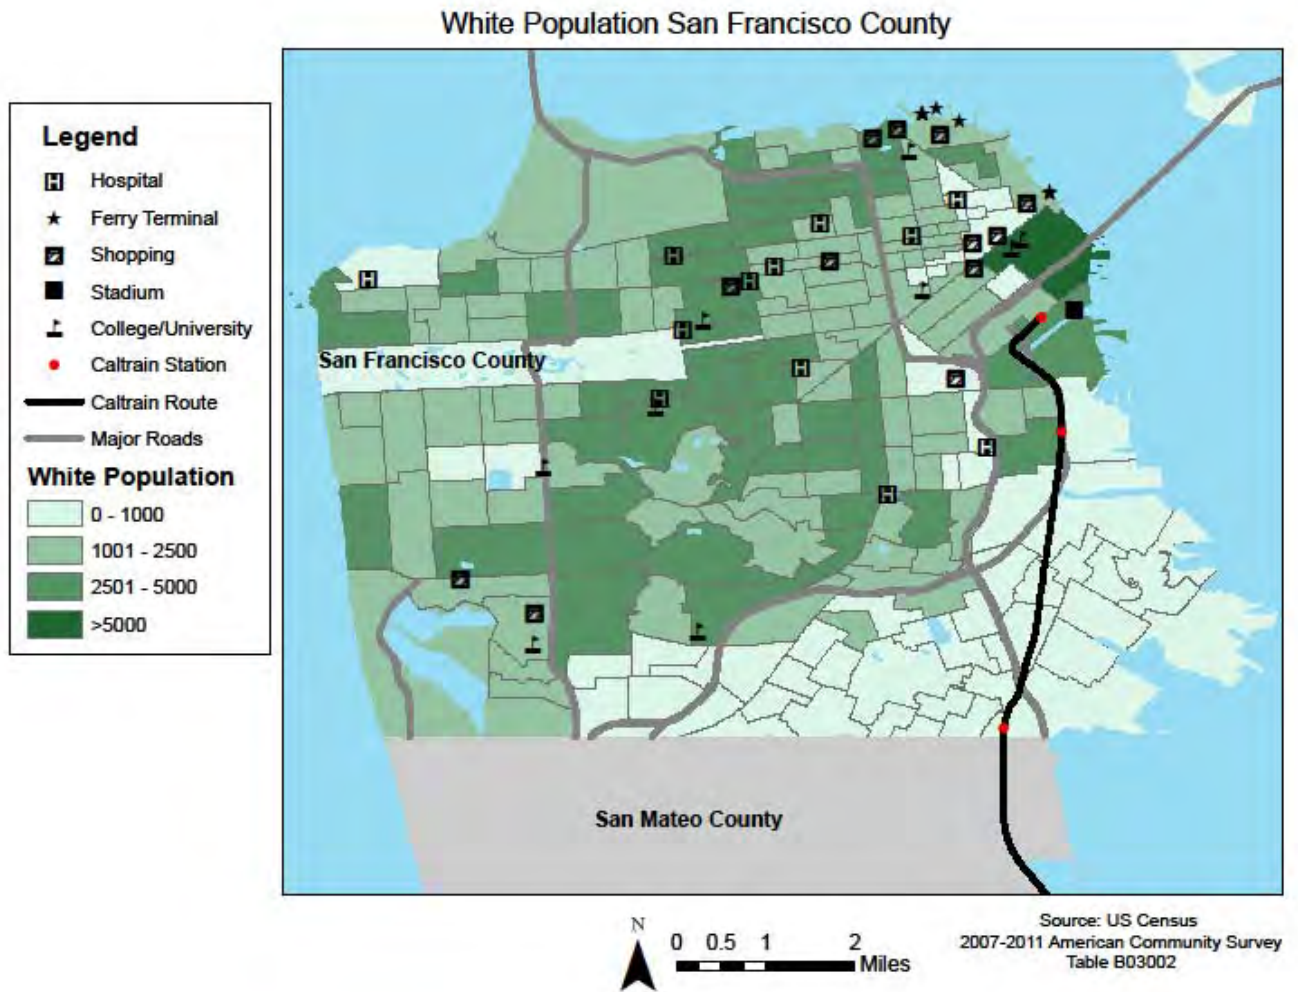 White Population San Francisco County
Legend
Hospital
Ferry Terminal
Shopping
Stadium
College/University
Caltrain Station
Caltrain Route
Major Roads
White Population
0 - 1000
1001 - 2500
2501 - 5000
>5000
San Francisco County
San Mateo County
N
0 0.5 1 2
Miles
Source: US Census
2007-2011 American Community Survey
Table B03002